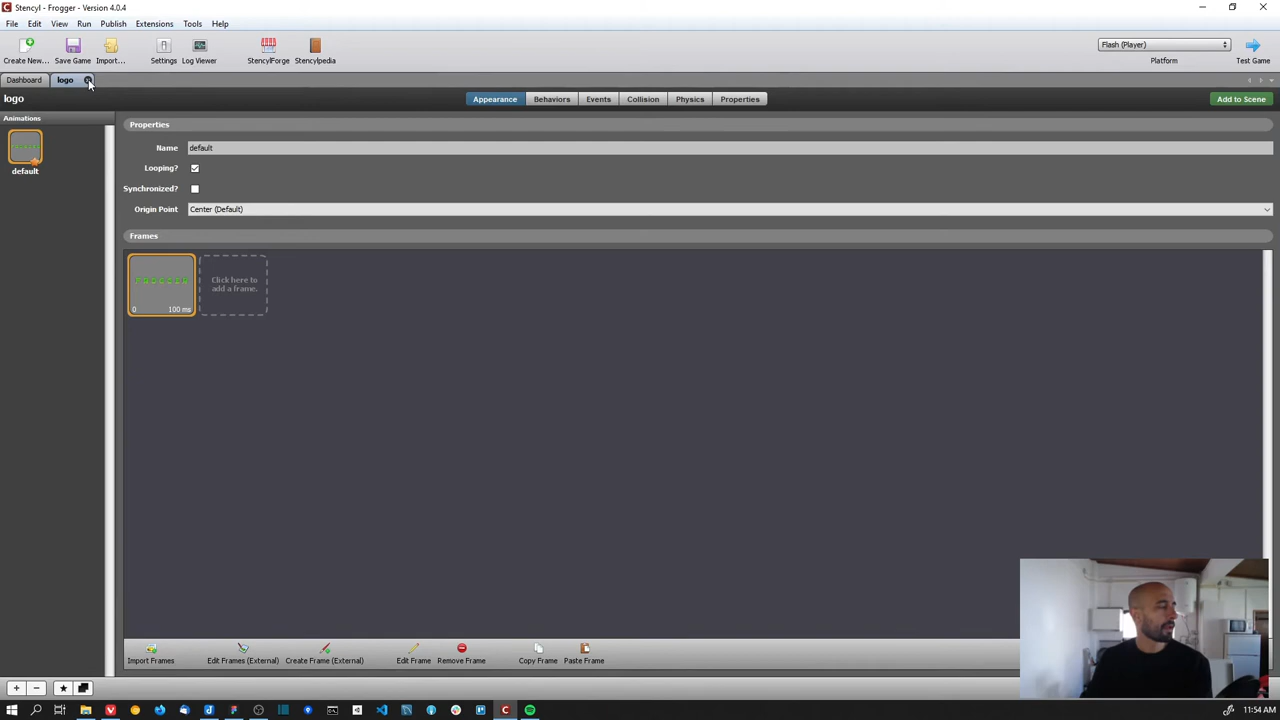 Stencyl - Frogger - Version 4.0.4
File Edit View Run Publish Extensions Tools Help
Create New... Save Game Import... Settings Log Viewer StencylForge Stencylpedia
Flash (Player)
Platform Test Game
Dashboard logo
logo Appearance Behaviors Events Collision Physics Properties Add to Scene
Animations
default
Properties
Name default
Looping?
Synchronized?
Origin Point Center (Default)
Frames
FROGGER
0 100 ms
Click here to
add a frame.
Import Frames Edit Frames (External) Create Frame (External) Edit Frame Remove Frame Copy Frame Paste Frame
11:54 AM